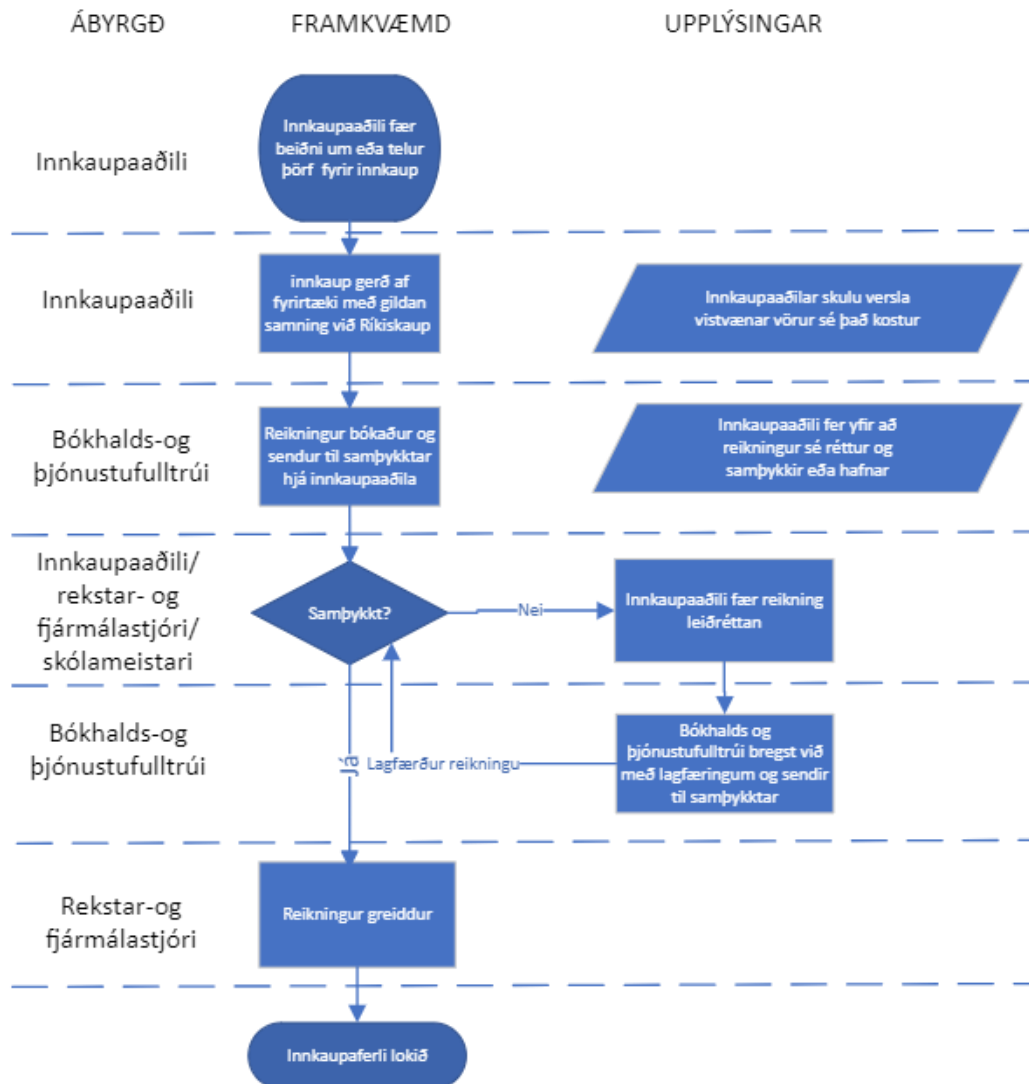 ÁBYRGÐ FRAMKVÆMD UPPLÝSINGAR
Innkaupaaðili
Innkaupaaðili fær
beiðni um eða telur
þörf fyrir innkaup
Innkaupaaðili
innkaup gerð af
fyrirtæki með gildan
samning við Ríkiskaup
Innkaupaaðilar skulu versla
vistvænar vörur sé það kostur
Bókhalds-og
þjónustufulltrúi
Reikningur bókaður og
sendur til samþykktar
hjá innkaupaaðila
Innkaupaaðili fer yfir að
reikningur sé réttur og
samþykkir eða hafnar
Innkaupaaðili/
rekstar- og
fjármálastjóri/
skólameistari
Samþykkt?
Nei
Innkaupaaðili fær reikning
leiðréttan
Bókhalds-og
þjónustufulltrúi
Já
Lagfærður reikningu
Bókhalds og
þjónustufulltrúi bregst við
með lagfæringum og sendir
til samþykktar
Rekstar-og
fjármálastjóri
Reikningur greiddur
Innkaupaferli lokið